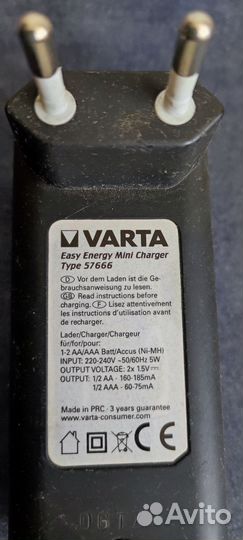 VARTA
Easy Energy Mini Charger
Type 57666
D Vor dem Laden ist die Ge-
brauchsanweisung zu lesen.
GB Read instructions before
charging. F Lisez attentivement
les instructions d'utilisation avant
de recharger.
Lader/Charger/Chargeur
für/for/pour:
1-2 AA/AAA Batt/Accus (Ni-MH)
INPUT: 220-240V ~50/60Hz 5W
OUTPUT VOLTAGE: 2x 1.5V⎓
OUTPUT: 1/2 AA - 160-185mA
1/2 AAA - 60-75mA
Made in PRC · 3 years guarantee
www.varta-consumer.com
CE
Avito